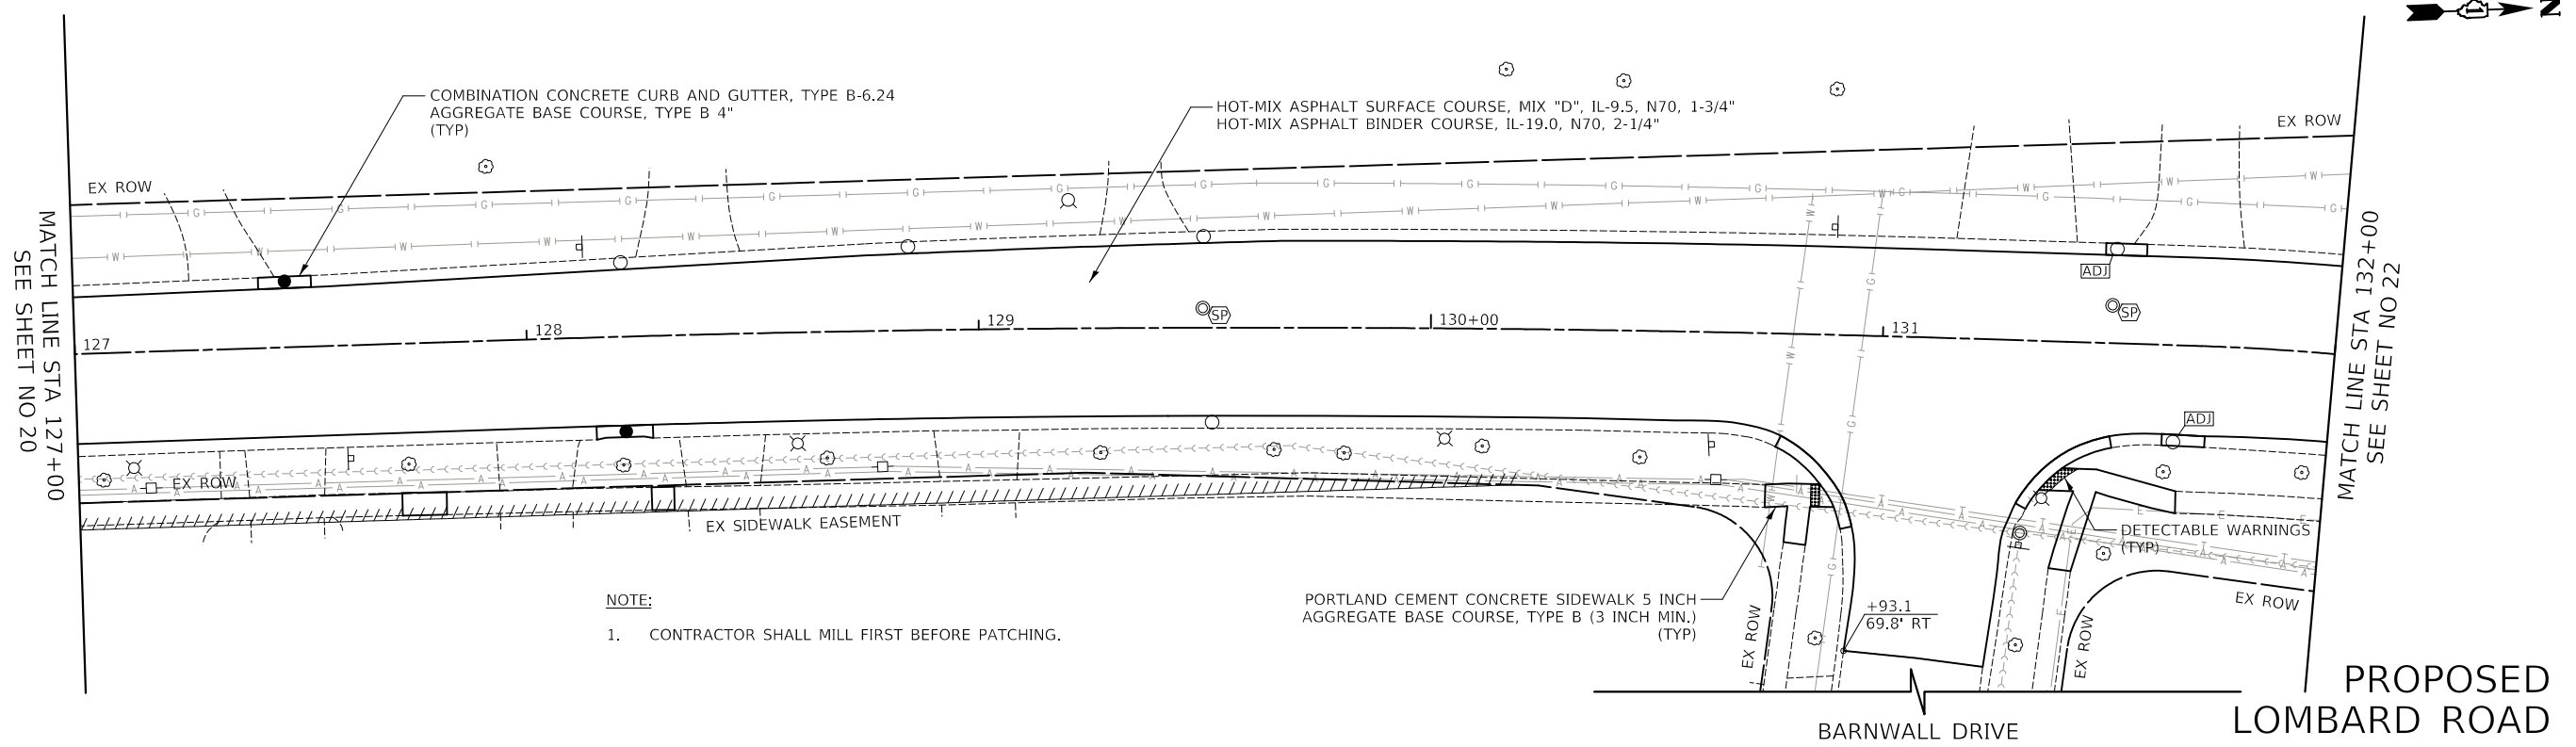 N
COMBINATION CONCRETE CURB AND GUTTER, TYPE B-6.24
AGGREGATE BASE COURSE, TYPE B 4"
(TYP)
HOT-MIX ASPHALT SURFACE COURSE, MIX "D", IL-9.5, N70, 1-3/4"
HOT-MIX ASPHALT BINDER COURSE, IL-19.0, N70, 2-1/4"
EX ROW
EX ROW
MATCH LINE STA 127+00
SEE SHEET NO 20
MATCH LINE STA 132+00
SEE SHEET NO 22
ADJ
SP
SP
127
128
129
130+00
131
ADJ
EX ROW
EX SIDEWALK EASEMENT
DETECTABLE WARNINGS
(TYP)
NOTE:
1. CONTRACTOR SHALL MILL FIRST BEFORE PATCHING.
PORTLAND CEMENT CONCRETE SIDEWALK 5 INCH
AGGREGATE BASE COURSE, TYPE B (3 INCH MIN.)
(TYP)
EX ROW
+93.1
69.8' RT
EX ROW
EX ROW
BARNWALL DRIVE
PROPOSED
LOMBARD ROAD